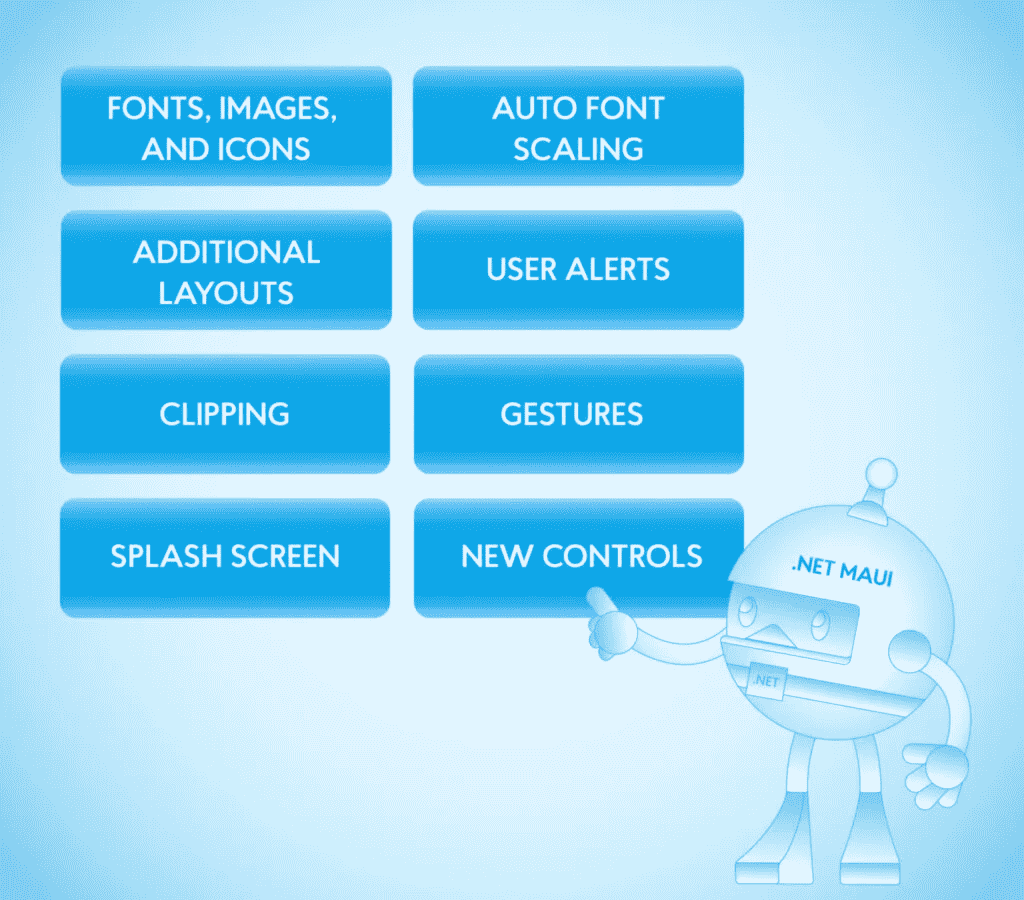 FONTS, IMAGES,
AND ICONS
AUTO FONT
SCALING
ADDITIONAL
LAYOUTS
USER ALERTS
CLIPPING
GESTURES
SPLASH SCREEN
NEW CONTROLS
.NET MAUI
.NET